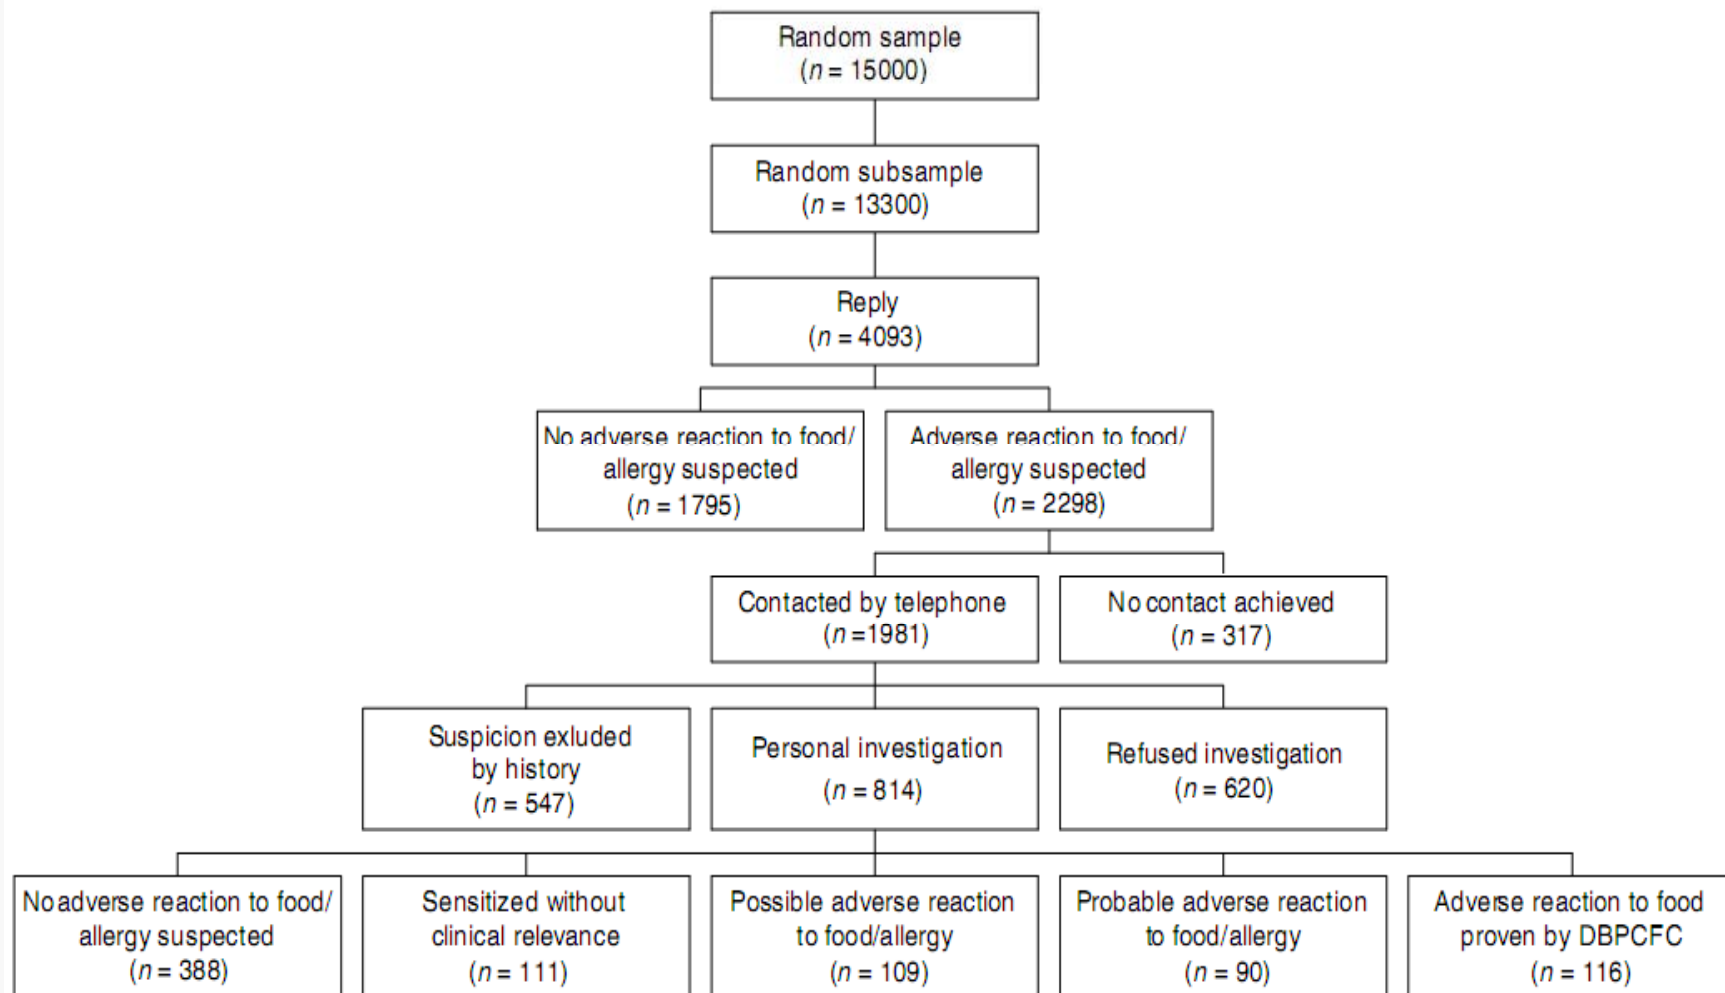 Random sample
(n = 15000)
Random subsample
(n = 13300)
Reply
(n = 4093)
No adverse reaction to food/
allergy suspected
(n = 1795)
Adverse reaction to food/
allergy suspected
(n = 2298)
Contacted by telephone
(n =1981)
No contact achieved
(n = 317)
Suspicion exluded
by history
(n = 547)
Personal investigation
(n = 814)
Refused investigation
(n = 620)
No adverse reaction to food/
allergy suspected
(n = 388)
Sensitized without
clinical relevance
(n = 111)
Possible adverse reaction
to food/allergy
(n = 109)
Probable adverse reaction
to food/allergy
(n = 90)
Adverse reaction to food
proven by DBPCFC
(n = 116)